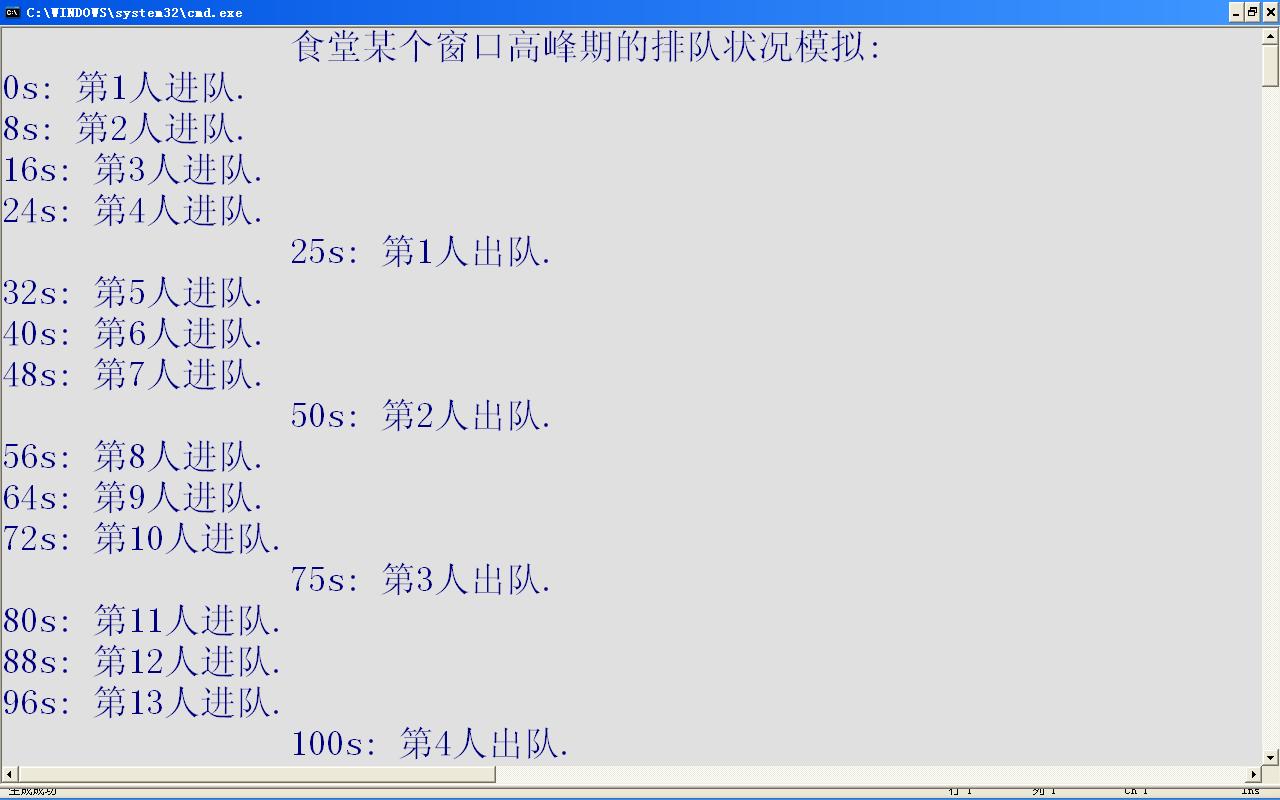 C:\WINDOWS\system32\cmd.exe
食堂某个窗口高峰期的排队状况模拟:
0s: 第1人进队.
8s: 第2人进队.
16s: 第3人进队.
24s: 第4人进队.
25s: 第1人出队.
32s: 第5人进队.
40s: 第6人进队.
48s: 第7人进队.
50s: 第2人出队.
56s: 第8人进队.
64s: 第9人进队.
72s: 第10人进队.
75s: 第3人出队.
80s: 第11人进队.
88s: 第12人进队.
96s: 第13人进队.
100s: 第4人出队.